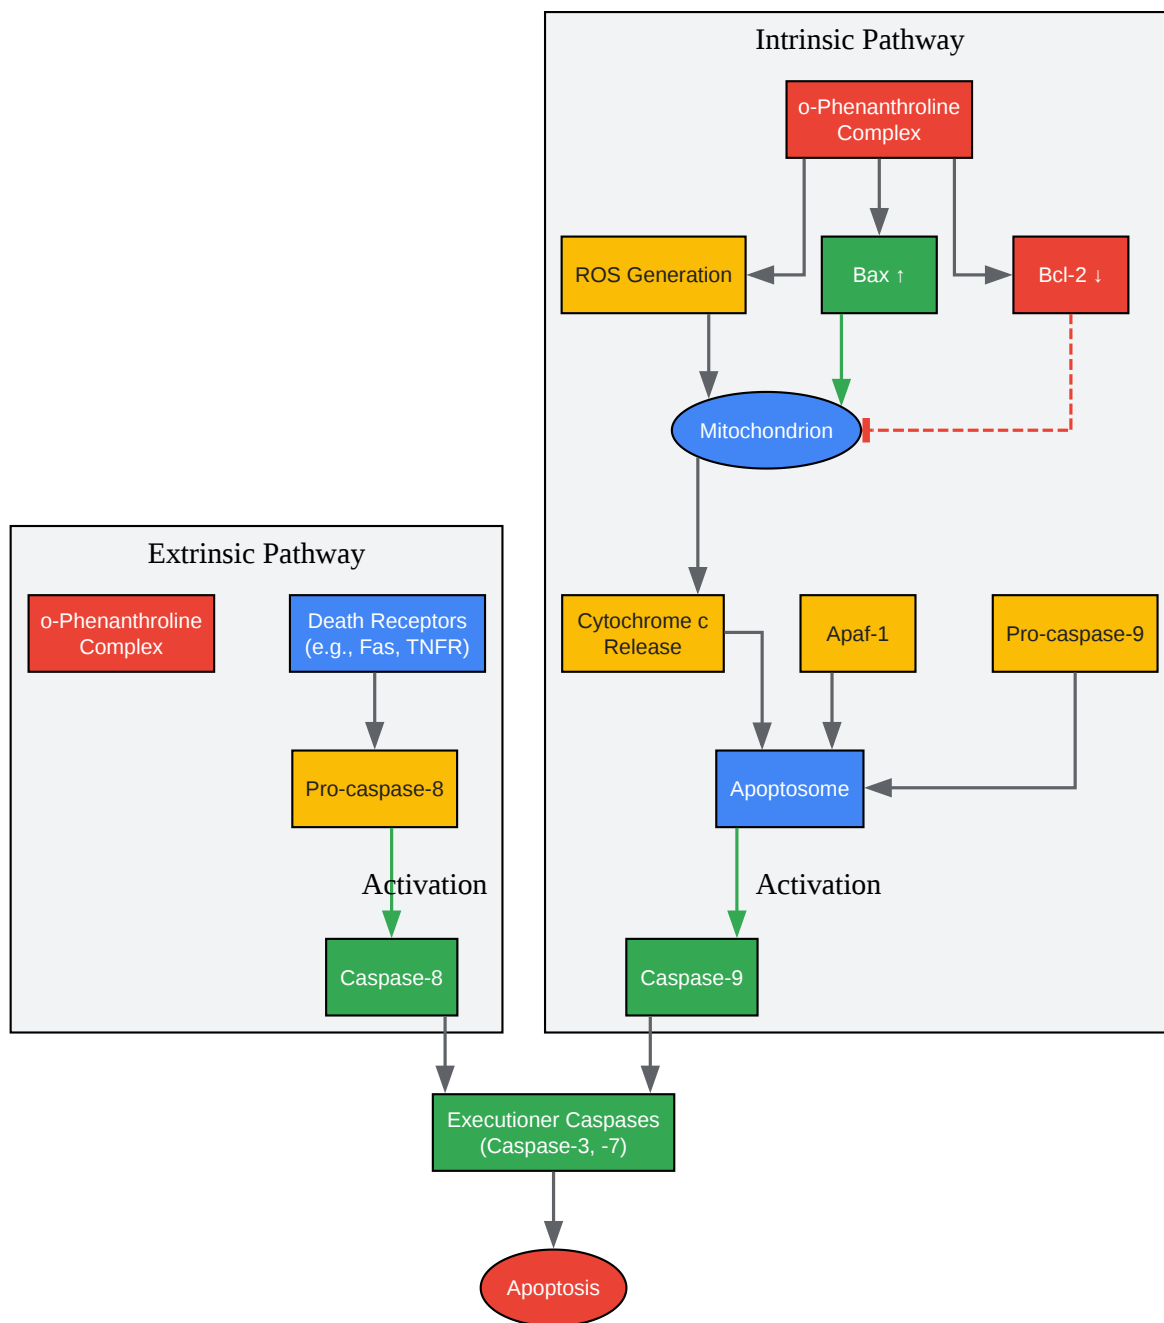 Intrinsic Pathway
o-Phenanthroline
Complex
ROS Generation
Bax ↑
Bcl-2 ↓
Mitochondrion
Extrinsic Pathway
o-Phenanthroline
Complex
Death Receptors
(e.g., Fas, TNFR)
Cytochrome c
Release
Apaf-1
Pro-caspase-9
Pro-caspase-8
Apoptosome
Activation
Activation
Caspase-8
Caspase-9
Executioner Caspases
(Caspase-3, -7)
Apoptosis